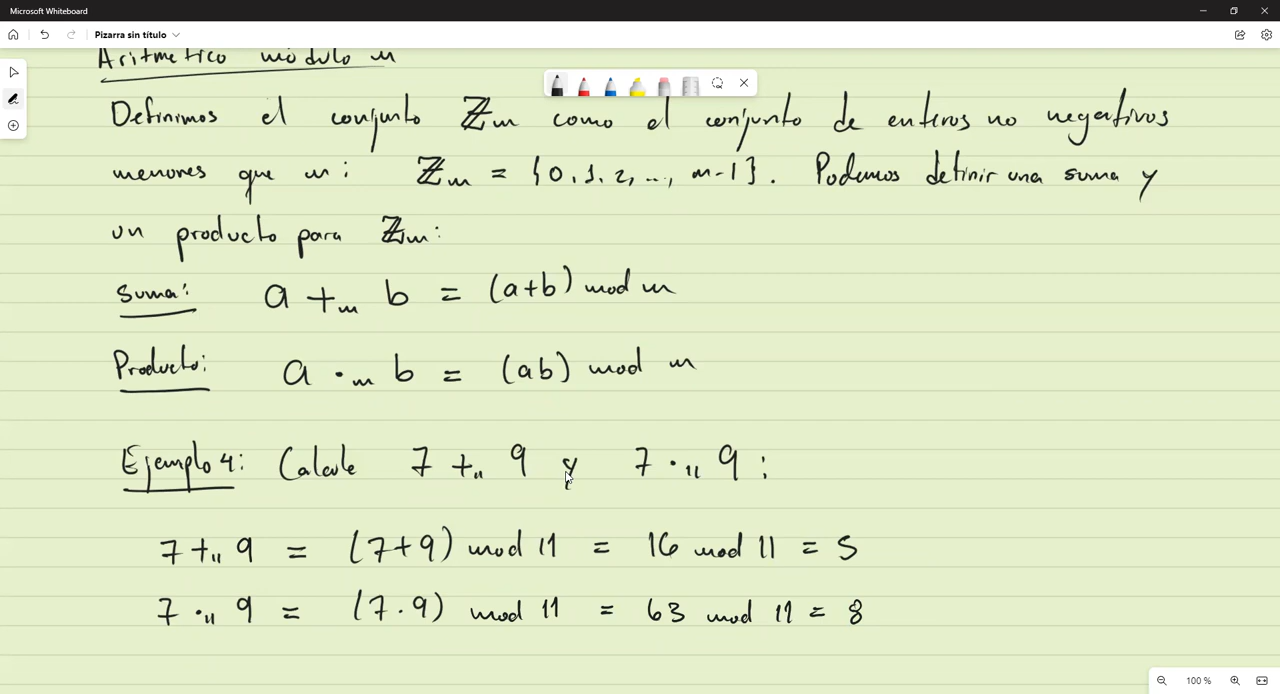 Microsoft Whiteboard
Pizarra sin título
Aritmetico módulo m
Definimos el conjunto ℤm como el conjunto de enteros no negativos
menores que m: ℤm = {0, 1, 2, ..., m-1}. Podemos definir una suma y
un producto para ℤm:
Suma: a +m b = (a+b) mod m
Producto: a ·m b = (ab) mod m
Ejemplo 4: Calcule 7 +11 9 y 7 ·11 9 :
7 +11 9 = (7+9) mod 11 = 16 mod 11 = 5
7 ·11 9 = (7·9) mod 11 = 63 mod 11 = 8
100 %